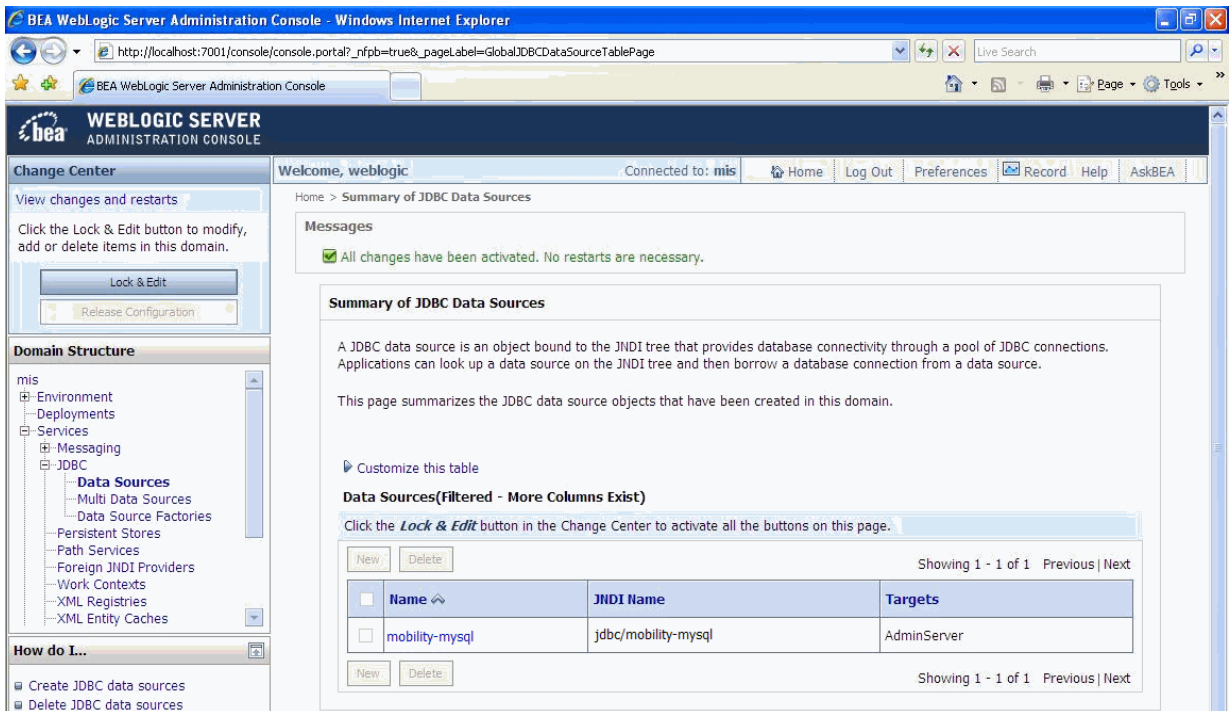 BEA WebLogic Server Administration Console - Windows Internet Explorer
http://localhost:7001/console/console.portal?_nfpb=true&_pageLabel=GlobalJDBCDataSourceTablePage
Live Search
BEA WebLogic Server Administration Console
Page
Tools
»
bea
WEBLOGIC SERVER
ADMINISTRATION CONSOLE
Change Center
View changes and restarts
Click the Lock & Edit button to modify,
add or delete items in this domain.
Lock & Edit
Release Configuration
Domain Structure
mis
Environment
Deployments
Services
Messaging
JDBC
Data Sources
Multi Data Sources
Data Source Factories
Persistent Stores
Path Services
Foreign JNDI Providers
Work Contexts
XML Registries
XML Entity Caches
How do I...
Create JDBC data sources
Delete JDBC data sources
Welcome, weblogic
Connected to: mis
Home
Log Out
Preferences
Record
Help
AskBEA
Home > Summary of JDBC Data Sources
Messages
All changes have been activated. No restarts are necessary.
Summary of JDBC Data Sources
A JDBC data source is an object bound to the JNDI tree that provides database connectivity through a pool of JDBC connections.
Applications can look up a data source on the JNDI tree and then borrow a database connection from a data source.
This page summarizes the JDBC data source objects that have been created in this domain.
Customize this table
Data Sources(Filtered - More Columns Exist)
Click the Lock & Edit button in the Change Center to activate all the buttons on this page.
New Delete
Showing 1 - 1 of 1 Previous | Next
Name JNDI Name Targets
mobility-mysql jdbc/mobility-mysql AdminServer
New Delete
Showing 1 - 1 of 1 Previous | Next